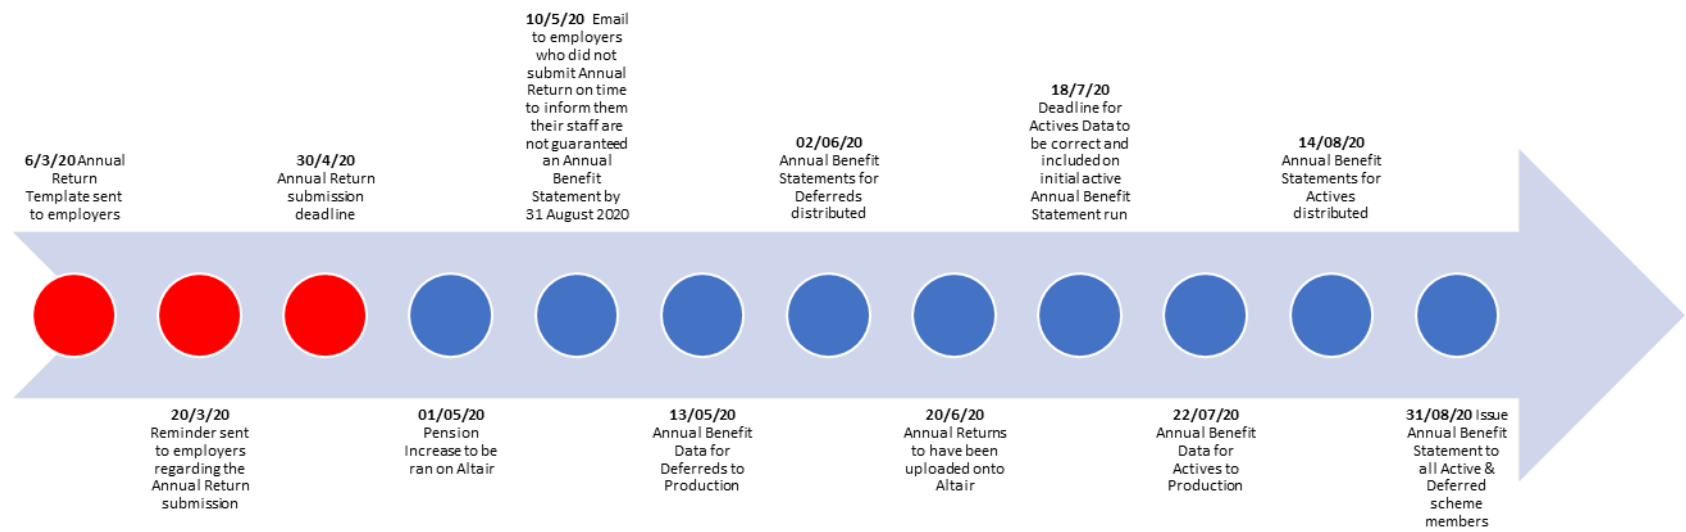 6/3/20 Annual
Return
Template sent
to employers
20/3/20
Reminder sent
to employers
regarding the
Annual Return
submission
30/4/20
Annual Return
submission
deadline
01/05/20
Pension
Increase to be
ran on Altair
10/5/20 Email
to employers
who did not
submit Annual
Return on time
to inform them
their staff are
not guaranteed
an Annual
Benefit
Statement by
31 August 2020
13/05/20
Annual Benefit
Data for
Deferreds to
Production
02/06/20
Annual Benefit
Statements for
Deferreds
distributed
20/6/20
Annual Returns
to have been
uploaded onto
Altair
18/7/20
Deadline for
Actives Data to
be correct and
included on
initial active
Annual Benefit
Statement run
22/07/20
Annual Benefit
Data for
Actives to
Production
14/08/20
Annual Benefit
Statements for
Actives
distributed
31/08/20 Issue
Annual Benefit
Statement to
all Active &
Deferred
scheme
members